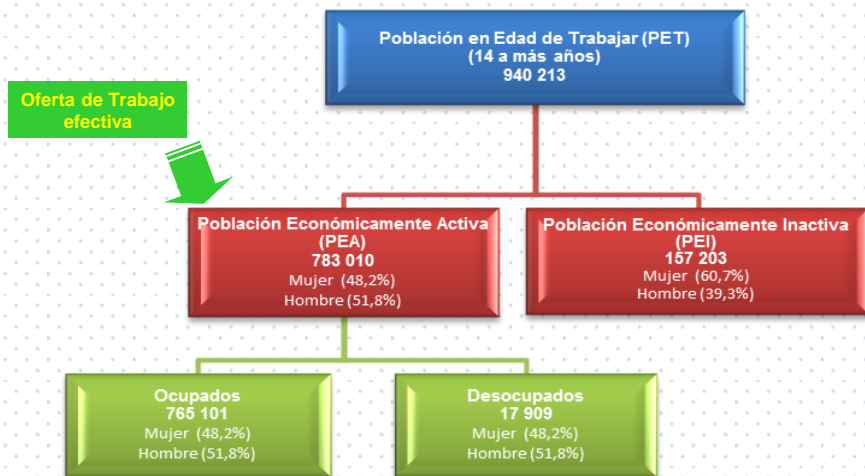 Población en Edad de Trabajar (PET)
(14 a más años)
940 213
Oferta de Trabajo
efectiva
Población Económicamente Activa
(PEA)
783 010
Mujer (48,2%)
Hombre (51,8%)
Población Económicamente Inactiva
(PEI)
157 203
Mujer (60,7%)
Hombre (39,3%)
Ocupados
765 101
Mujer (48,2%)
Hombre (51,8%)
Desocupados
17 909
Mujer (48,2%)
Hombre (51,8%)